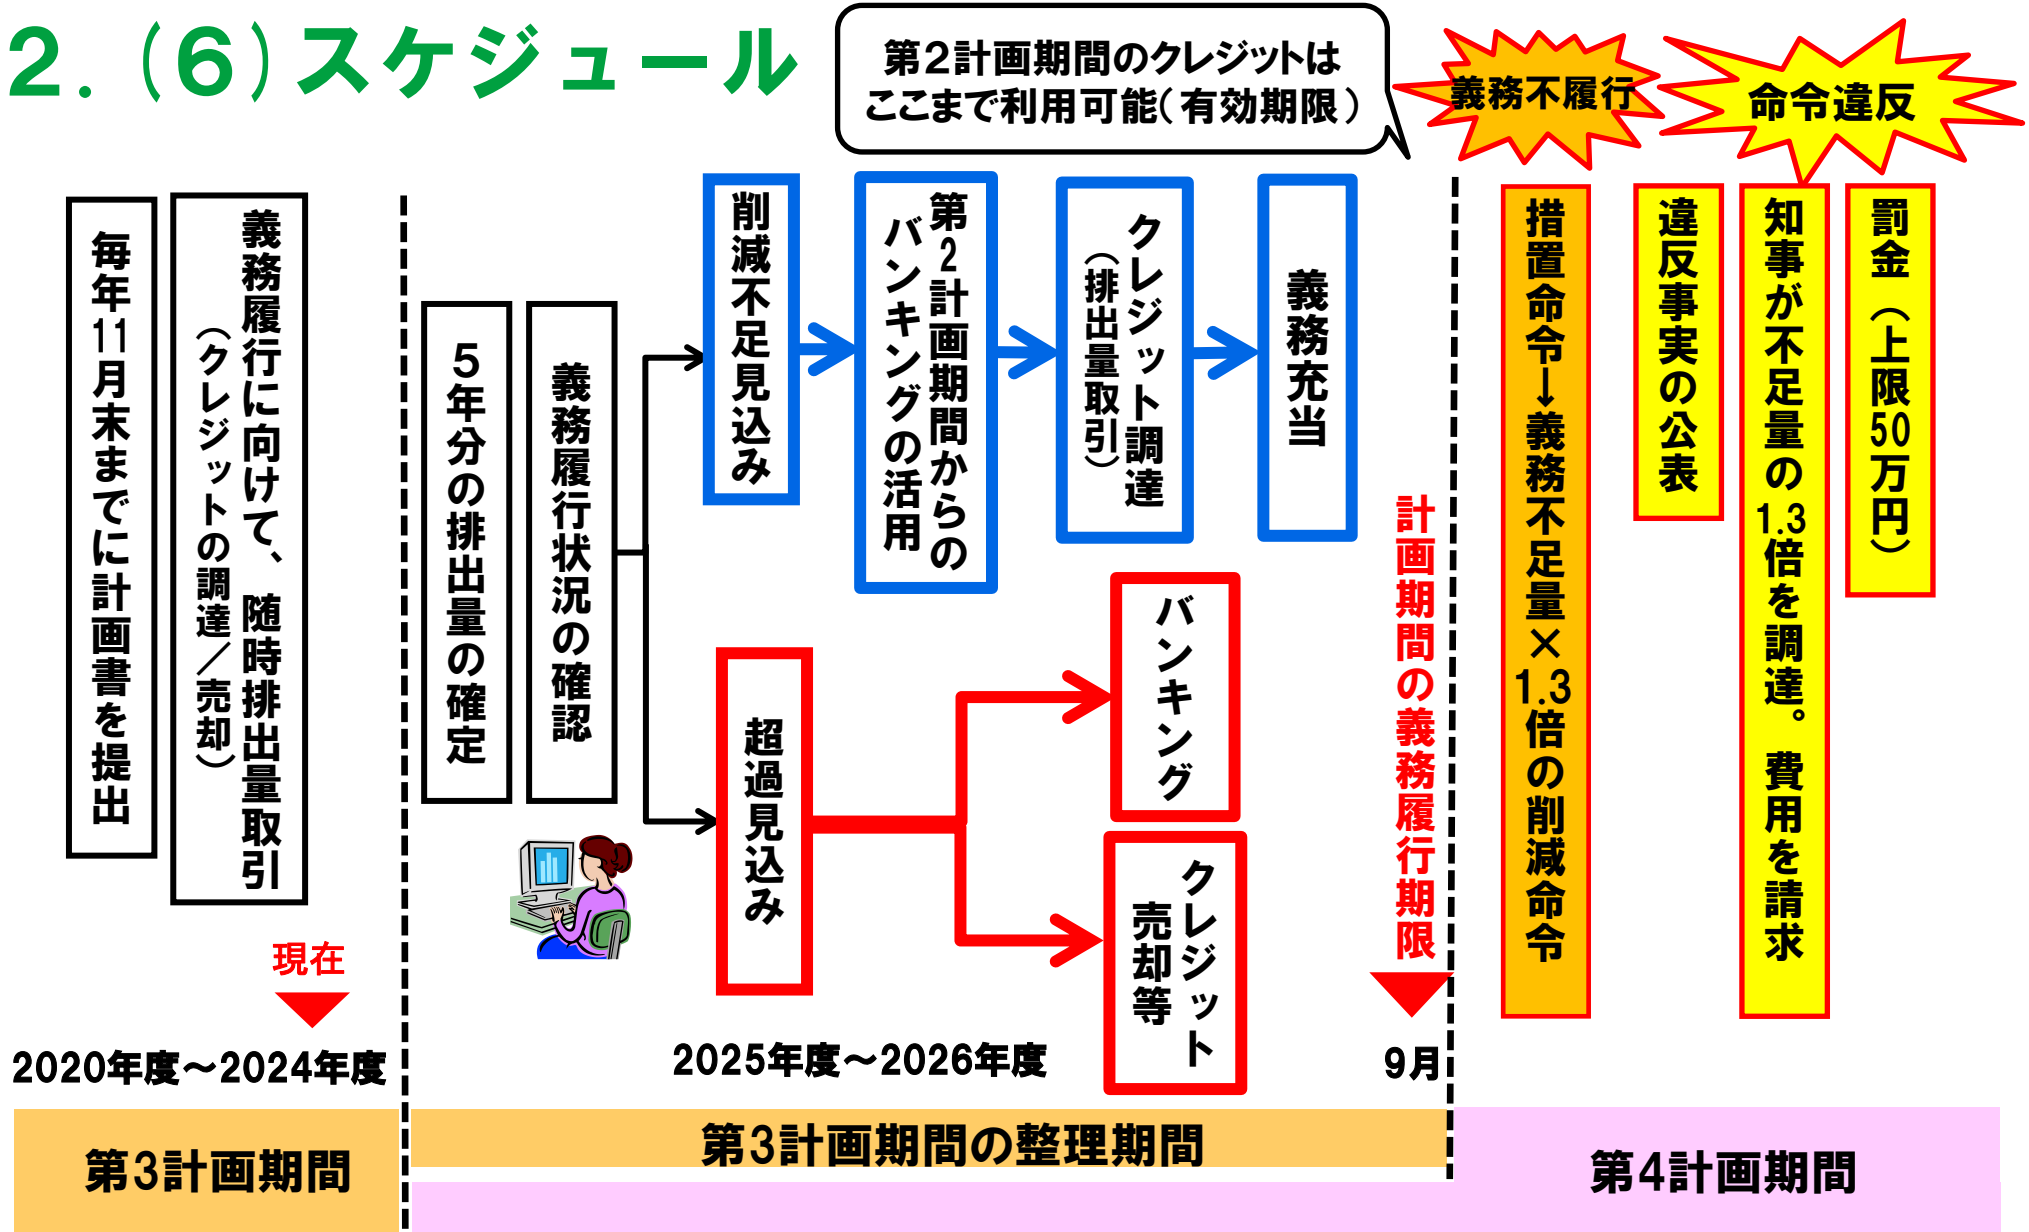 ２．（６）スケジュール
第２計画期間のクレジットは
ここまで利用可能（有効期限）
義務不履行
命令違反
毎年11月末までに計画書を提出
義務履行に向けて、随時排出量取引
（クレジットの調達／売却）
５年分の排出量の確定
義務履行状況の確認
削減不足見込み
第２計画期間からの
バンキングの活用
クレジット調達
（排出量取引）
義務充当
超過見込み
バンキング
クレジット
売却等
計画期間の義務履行期限
措置命令→義務不足量×1.3倍の削減命令
違反事実の公表
知事が不足量の1.3倍を調達。費用を請求
罰金（上限50万円）
現在
2020年度～2024年度
2025年度～2026年度
9月
第3計画期間
第3計画期間の整理期間
第4計画期間